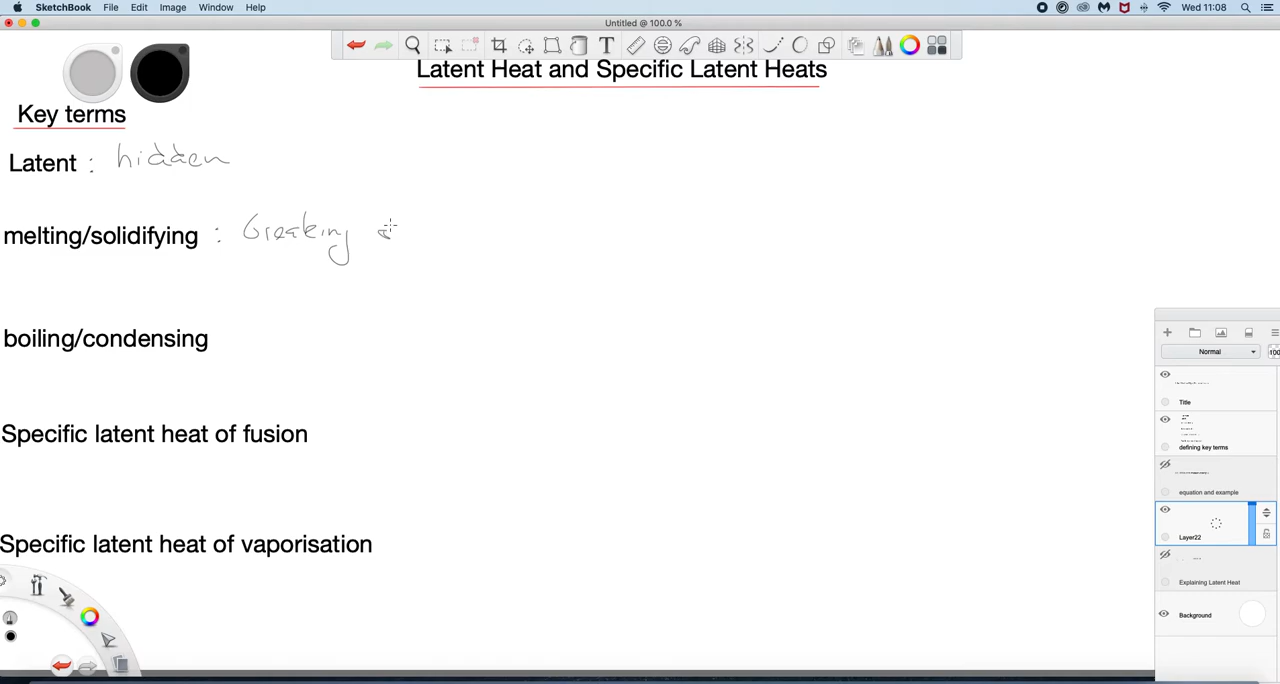 SketchBook File Edit Image Window Help Wed 11:08
Untitled @ 100.0 %
Latent Heat and Specific Latent Heats
Key terms
Latent : hidden
melting/solidifying : Breaking
boiling/condensing
Specific latent heat of fusion
Specific latent heat of vaporisation
Normal 100
Title
defining key terms
equation and example
Layer22
Explaining Latent Heat
Background